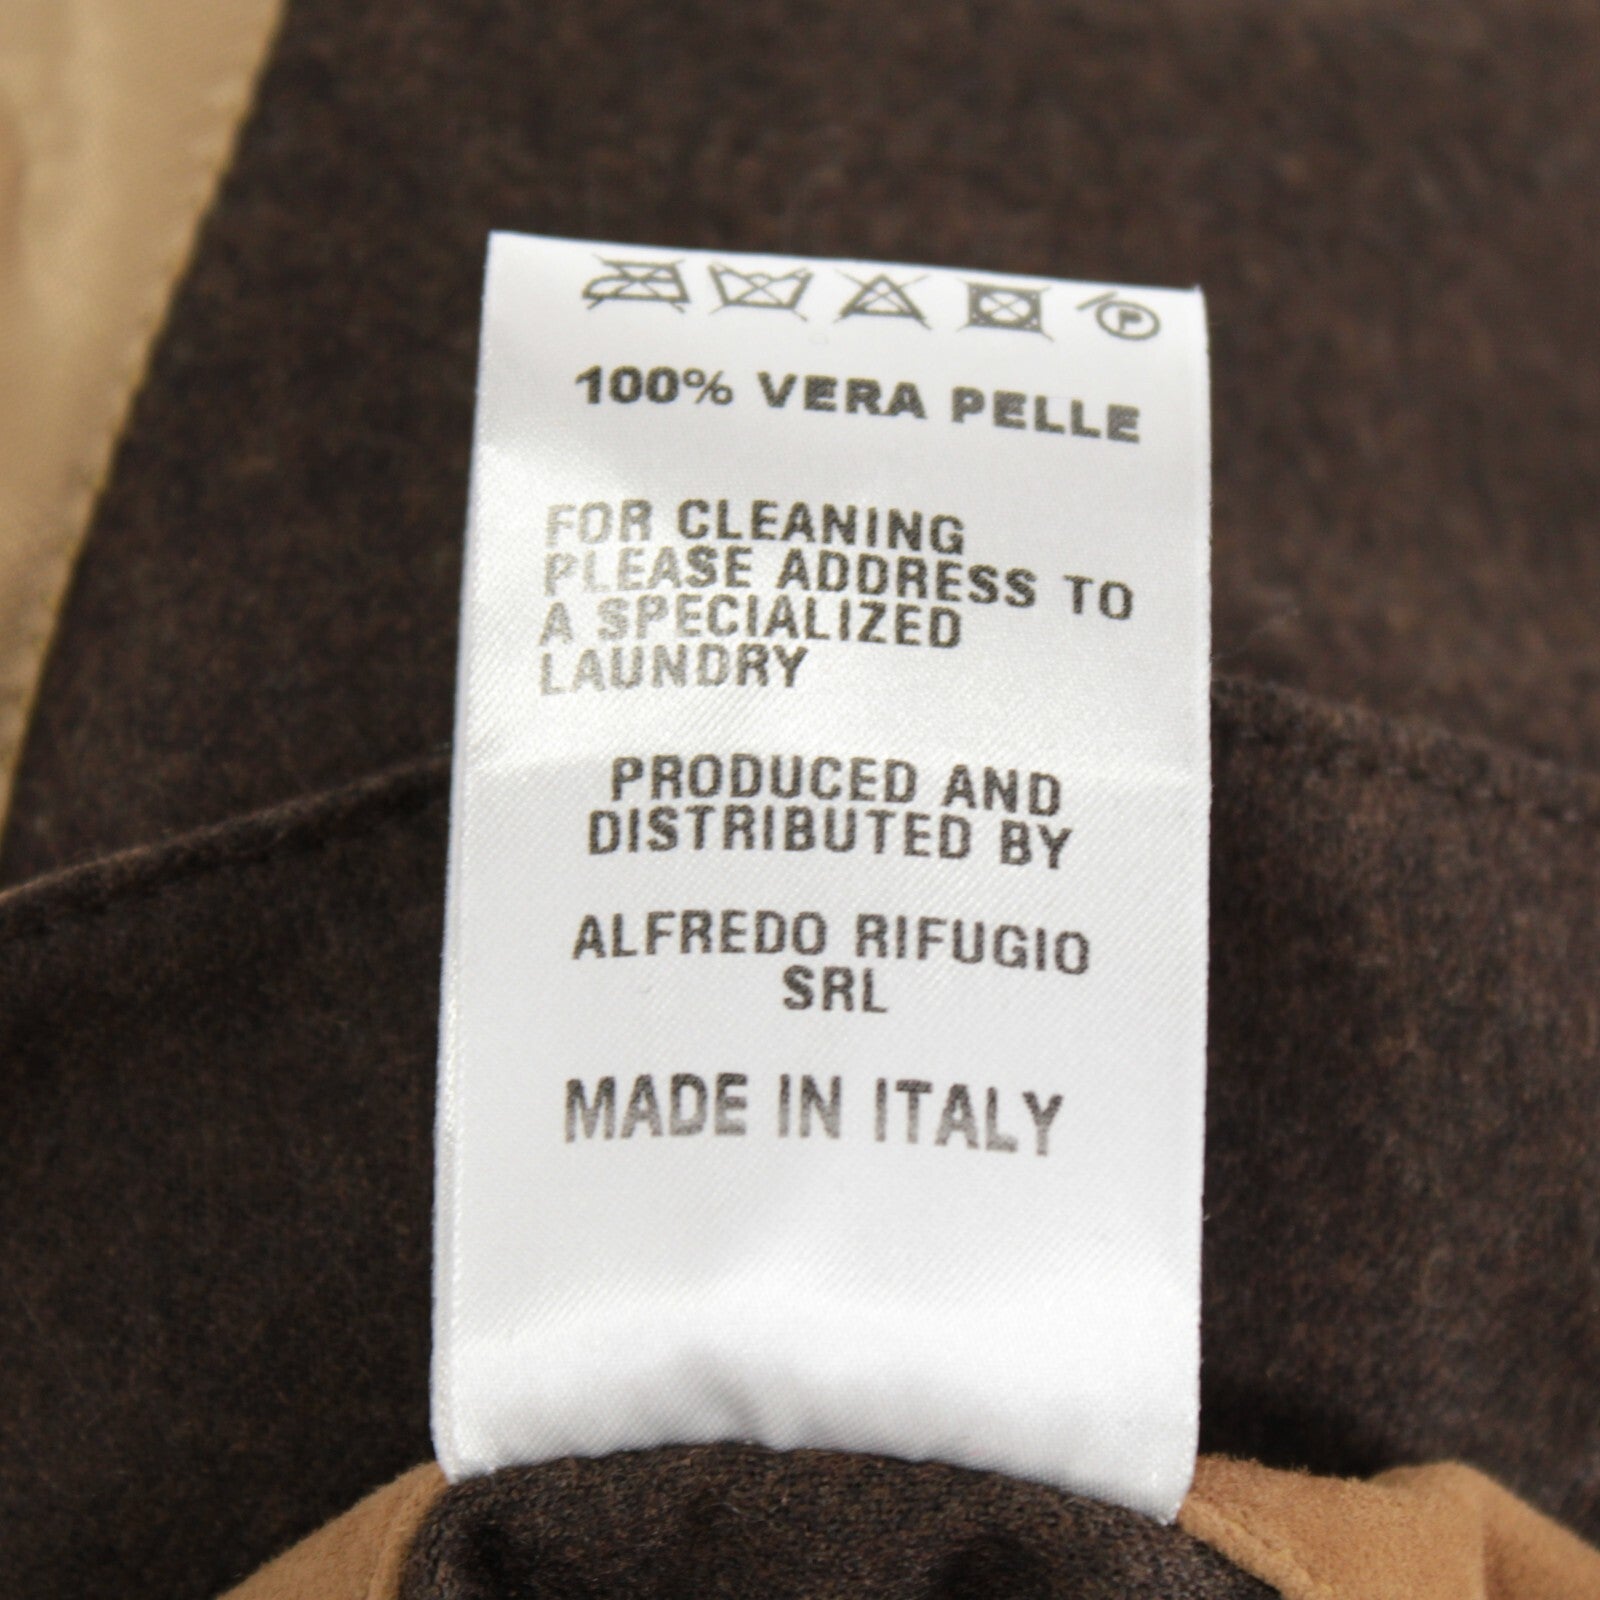 P
100% VERA PELLE
FOR CLEANING
PLEASE ADDRESS TO
A SPECIALIZED
LAUNDRY
PRODUCED AND
DISTRIBUTED BY
ALFREDO RIFUGIO
SRL
MADE IN ITALY